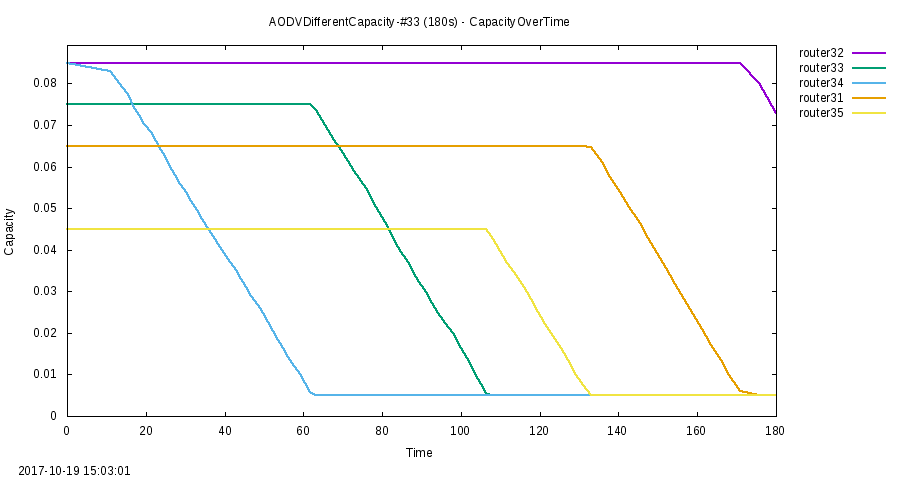 AODVDifferentCapacity-#33 (180s) - CapacityOverTime
router32
router33
router34
router31
router35
0.08
0.07
0.06
0.05
0.04
0.03
0.02
0.01
0
Capacity
0 20 40 60 80 100 120 140 160 180
Time
2017-10-19 15:03:01